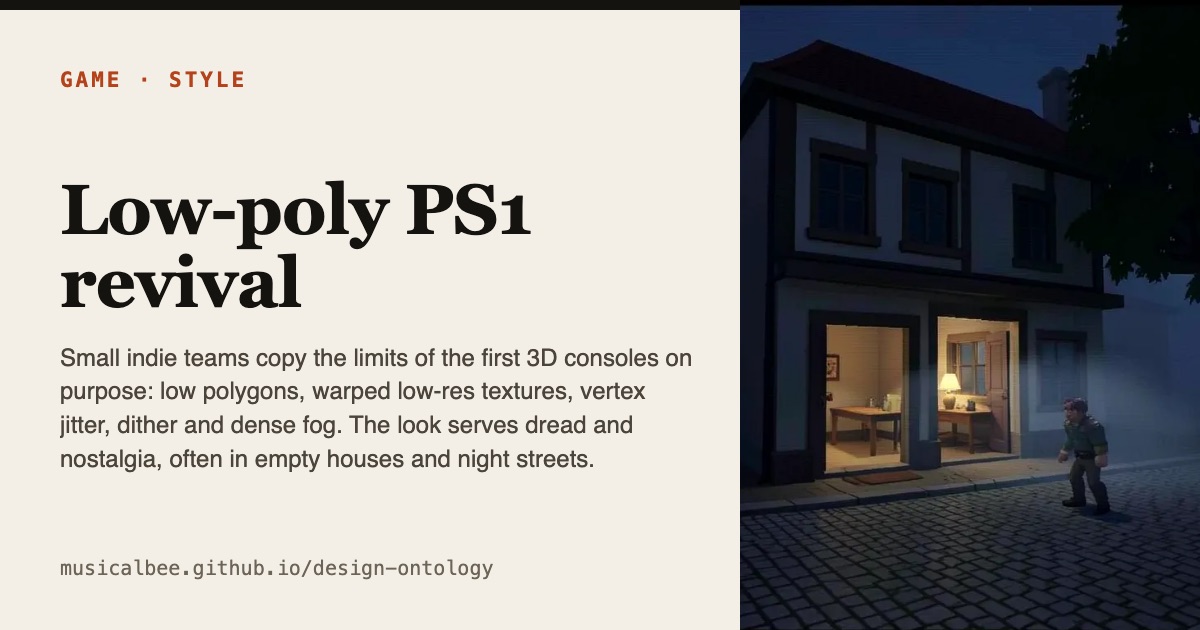 GAME · STYLE
Low-poly PS1
revival
Small indie teams copy the limits of the first 3D consoles on
purpose: low polygons, warped low-res textures, vertex
jitter, dither and dense fog. The look serves dread and
nostalgia, often in empty houses and night streets.
musicalbee.github.io/design-ontology